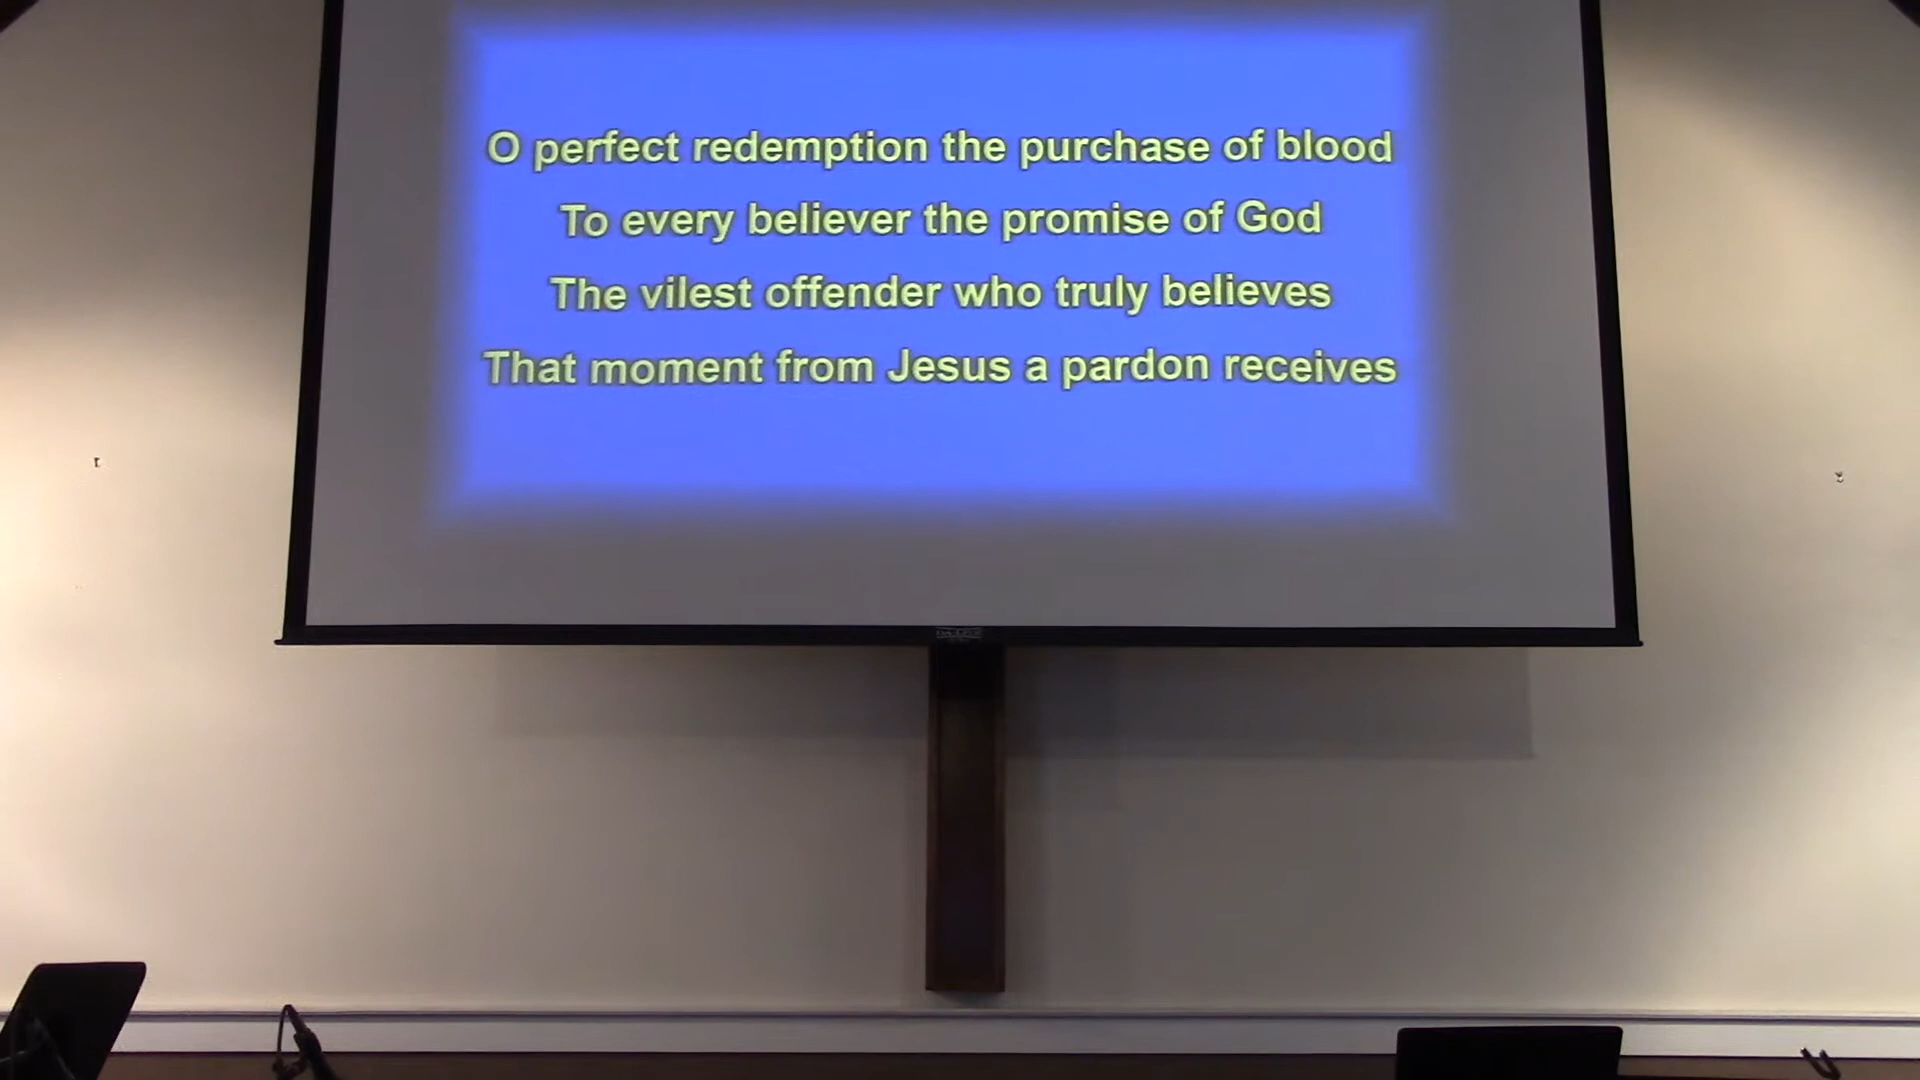 O perfect redemption the purchase of blood
To every believer the promise of God
The vilest offender who truly believes
That moment from Jesus a pardon receives